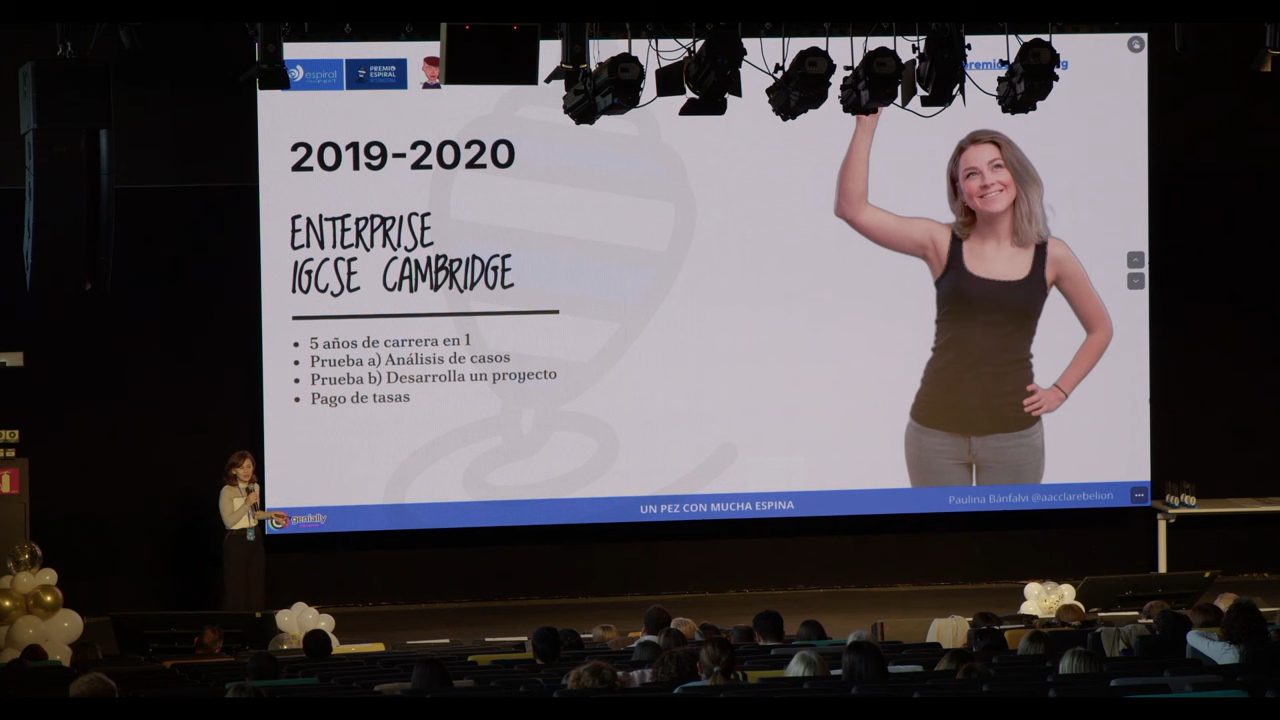 espiral
PREMIO
ESPIRAL
premio
g
2019-2020
ENTERPRISE
IGCSE CAMBRIDGE
• 5 años de carrera en 1
• Prueba a) Análisis de casos
• Prueba b) Desarrolla un proyecto
• Pago de tasas
genially
UN PEZ CON MUCHA ESPINA
Paulina Bánfalvi @aacclarebelion